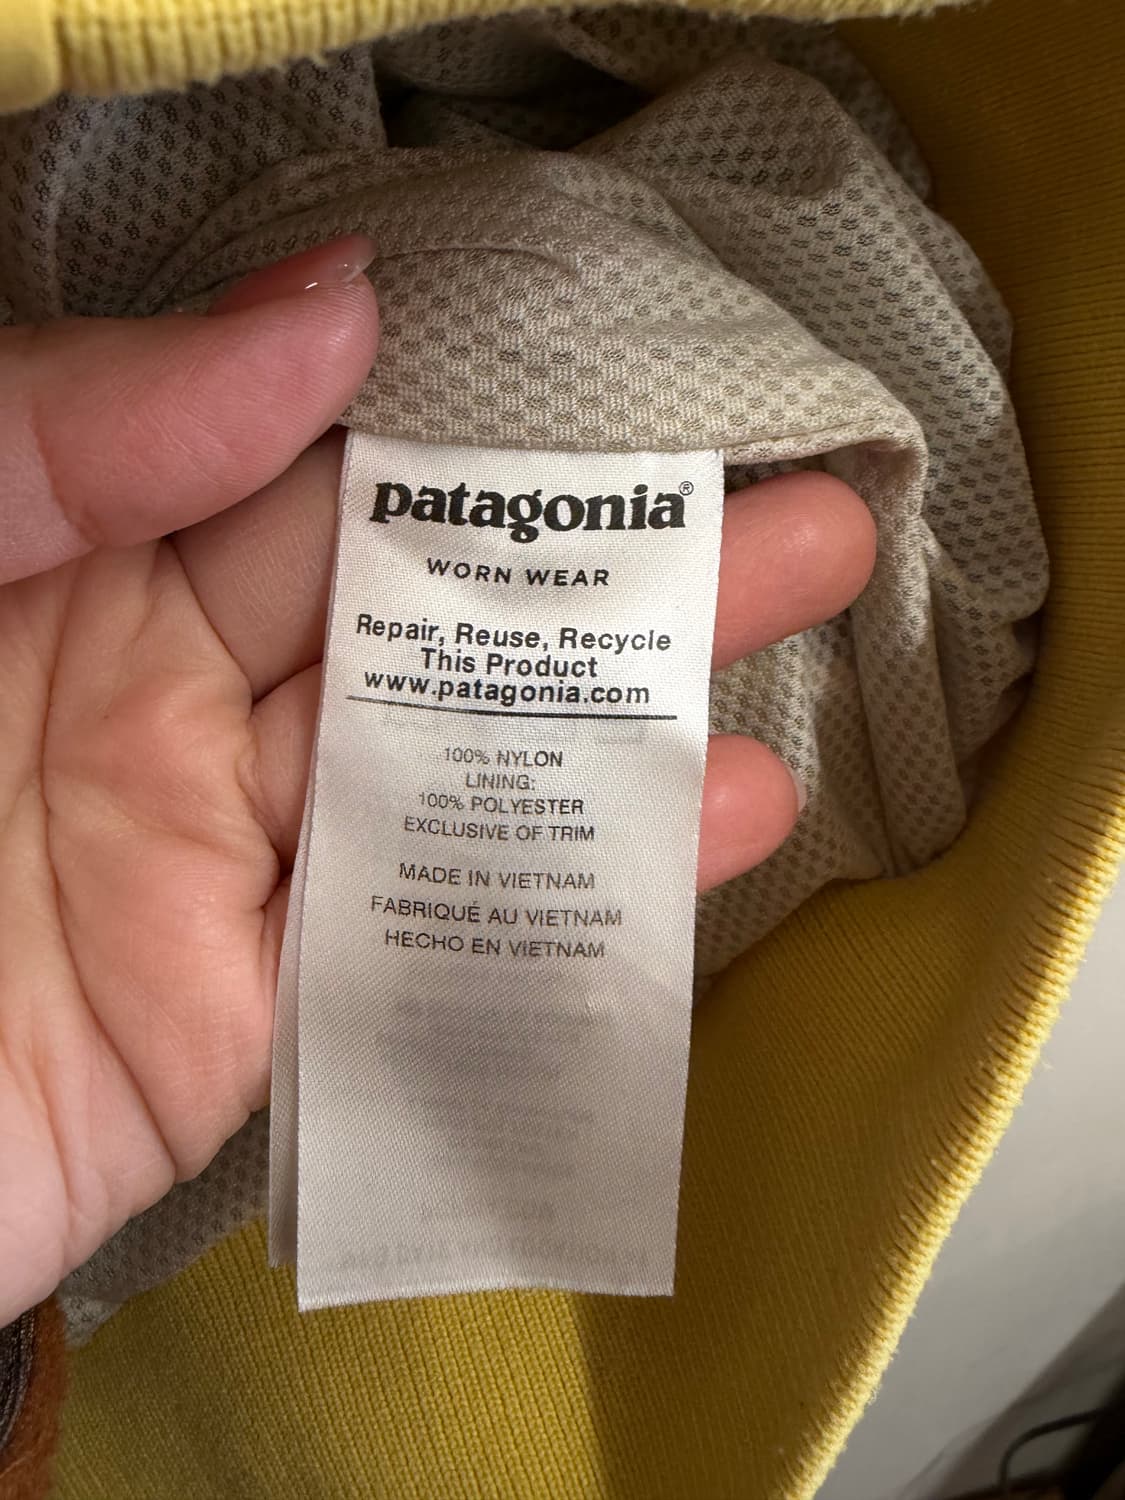 patagonia®
WORN WEAR
Repair, Reuse, Recycle
This Product
www.patagonia.com
100% NYLON
LINING:
100% POLYESTER
EXCLUSIVE OF TRIM
MADE IN VIETNAM
FABRIQUÉ AU VIETNAM
HECHO EN VIETNAM